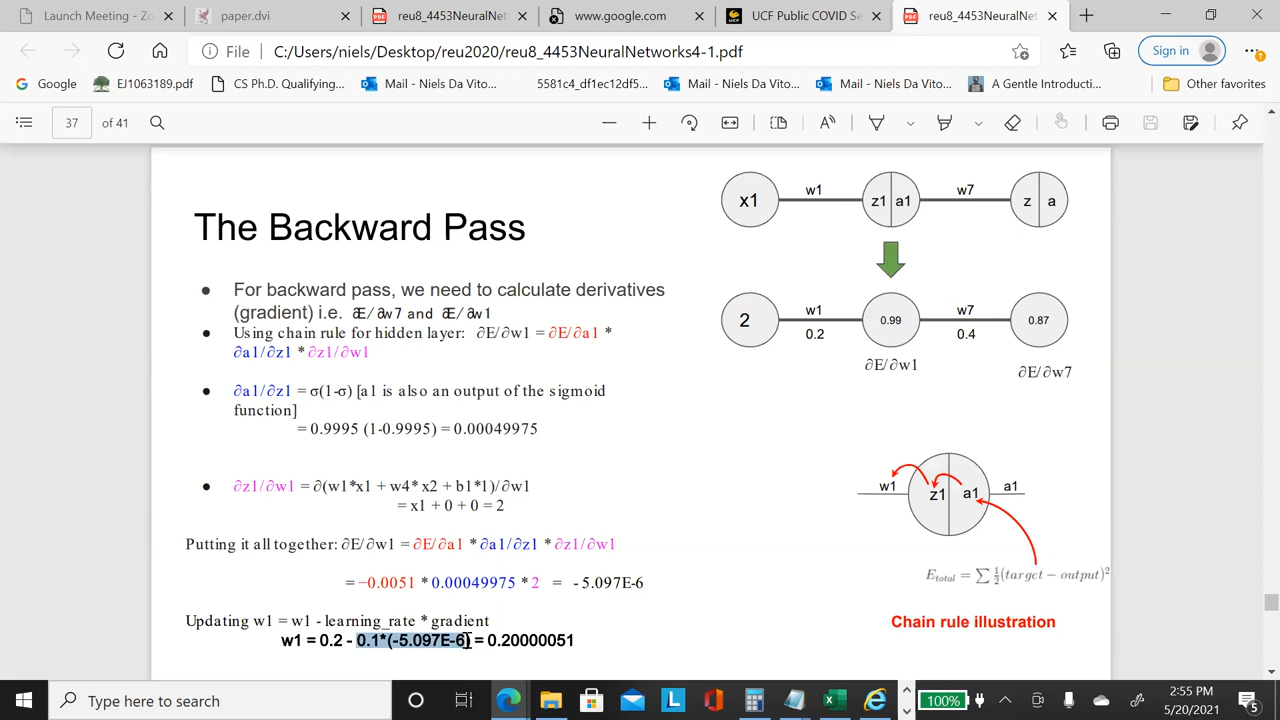 Launch Meeting - Zo
paper.dvi
reu8_4453NeuralNetworks
www.google.com
UCF Public COVID Se
reu8_4453NeuralNet
File
C:/Users/niels/Desktop/reu2020/reu8_4453NeuralNetworks4-1.pdf
Sign in
Google
EJ1063189.pdf
CS Ph.D. Qualifying...
Mail - Niels Da Vito...
5581c4_df1ec12df5...
Mail - Niels Da Vito...
Mail - Niels Da Vito...
A Gentle Introducti...
Other favorites
37 of 41
The Backward Pass
● For backward pass, we need to calculate derivatives
(gradient) i.e. ∂E/∂w7 and ∂E/∂w1
● Using chain rule for hidden layer: ∂E/∂w1 = ∂E/∂a1 *
∂a1/∂z1 * ∂z1/∂w1
● ∂a1/∂z1 = σ(1-σ) [a1 is also an output of the sigmoid
function]
= 0.9995 (1-0.9995) = 0.00049975
● ∂z1/∂w1 = ∂(w1*x1 + w4* x2 + b1*1)/∂w1
= x1 + 0 + 0 = 2
Putting it all together: ∂E/∂w1 = ∂E/∂a1 * ∂a1/∂z1 * ∂z1/∂w1
= −0.0051 * 0.00049975 * 2 = -5.097E-6
Updating w1 = w1 - learning_rate * gradient
w1 = 0.2 - 0.1*(-5.097E-6) = 0.20000051
x1 w1 z1 a1 w7 z a
2 w1 0.99 w7 0.87
0.2 0.4
∂E/∂w1
∂E/∂w7
w1 z1 a1 a1
E total = ∑ ½(target − output)²
Chain rule illustration
Type here to search
100%
2:55 PM
5/20/2021
5